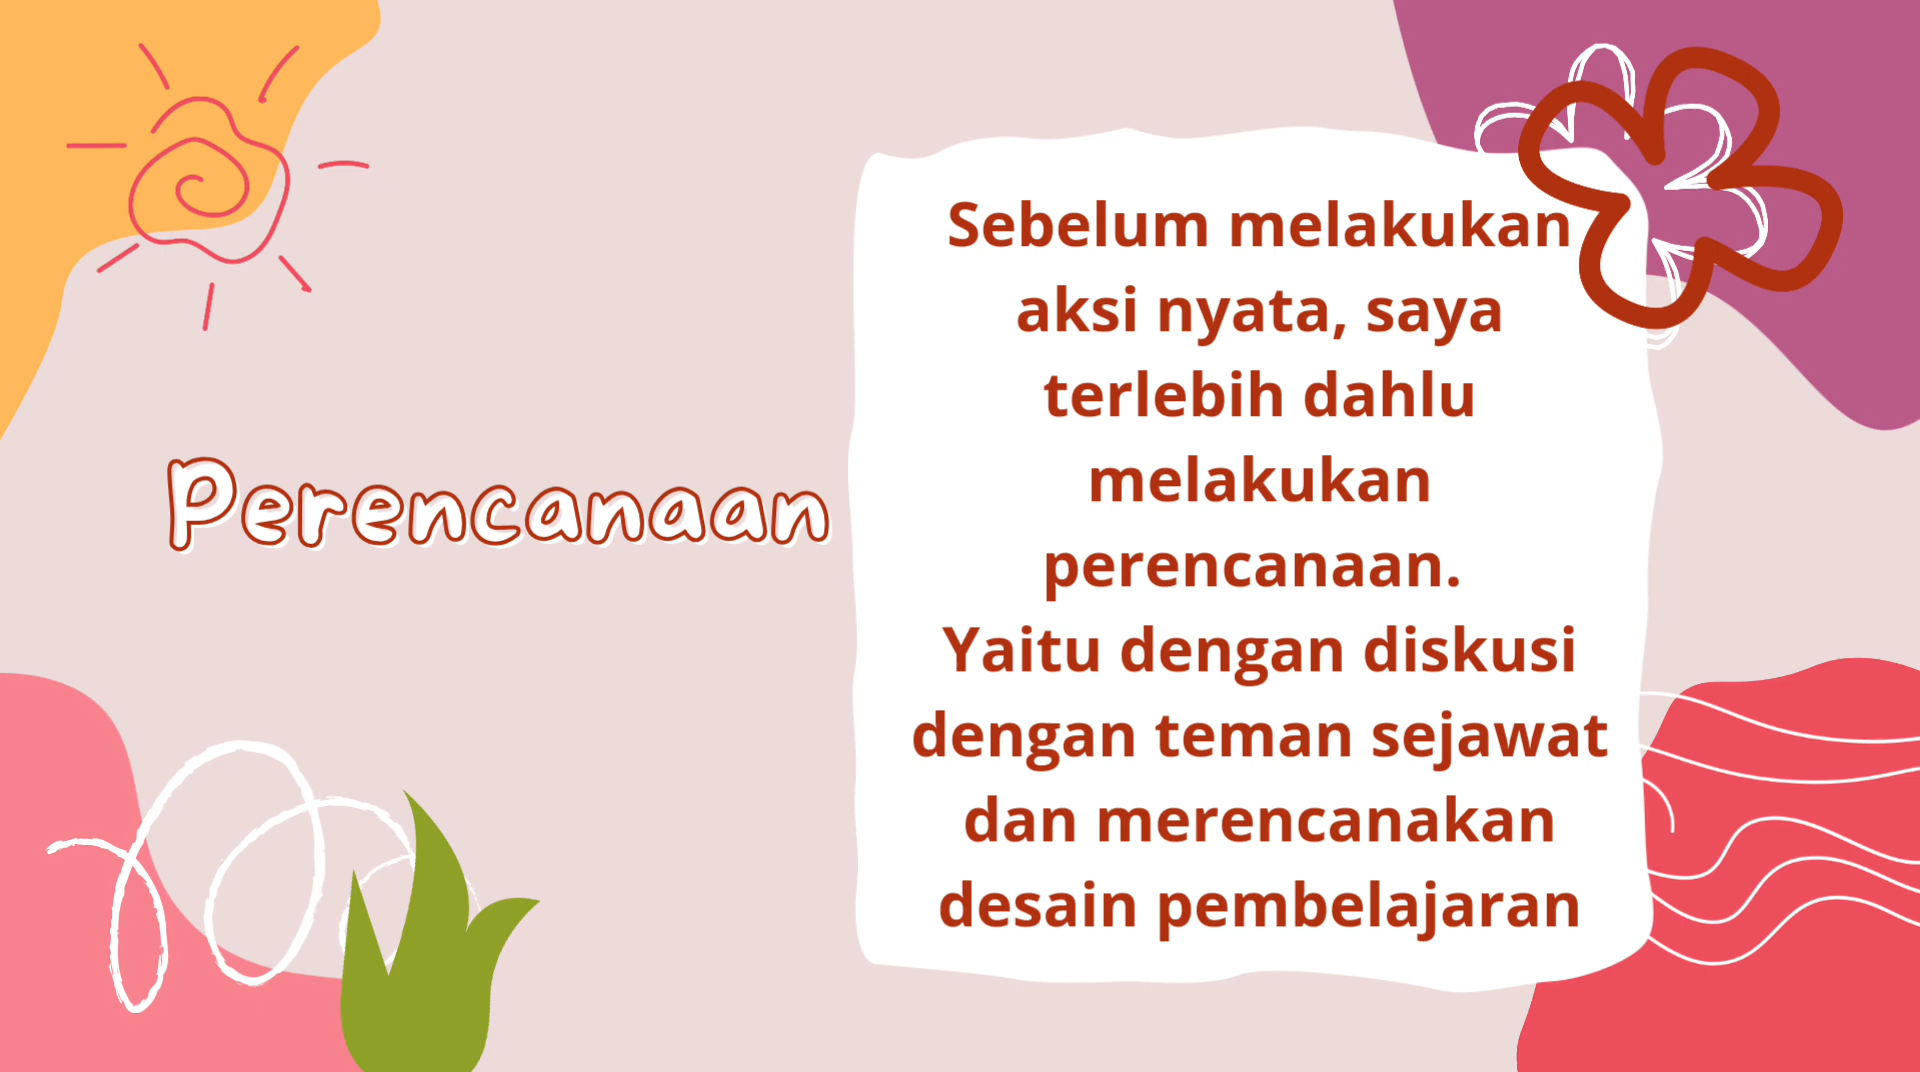 Perencanaan
Sebelum melakukan
aksi nyata, saya
terlebih dahlu
melakukan
perencanaan.
Yaitu dengan diskusi
dengan teman sejawat
dan merencanakan
desain pembelajaran